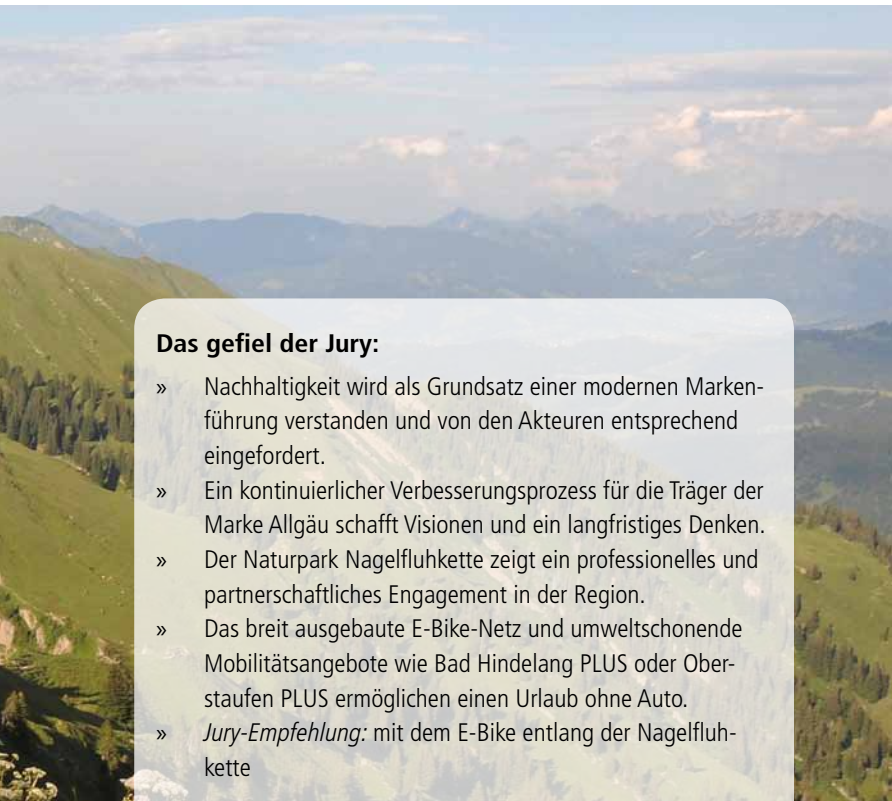 Das gefiel der Jury:
» Nachhaltigkeit wird als Grundsatz einer modernen Marken-
führung verstanden und von den Akteuren entsprechend
eingefordert.
» Ein kontinuierlicher Verbesserungsprozess für die Träger der
Marke Allgäu schafft Visionen und ein langfristiges Denken.
» Der Naturpark Nagelfluhkette zeigt ein professionelles und
partnerschaftliches Engagement in der Region.
» Das breit ausgebaute E-Bike-Netz und umweltschonende
Mobilitätsangebote wie Bad Hindelang PLUS oder Ober-
staufen PLUS ermöglichen einen Urlaub ohne Auto.
» Jury-Empfehlung: mit dem E-Bike entlang der Nagelfluh-
kette